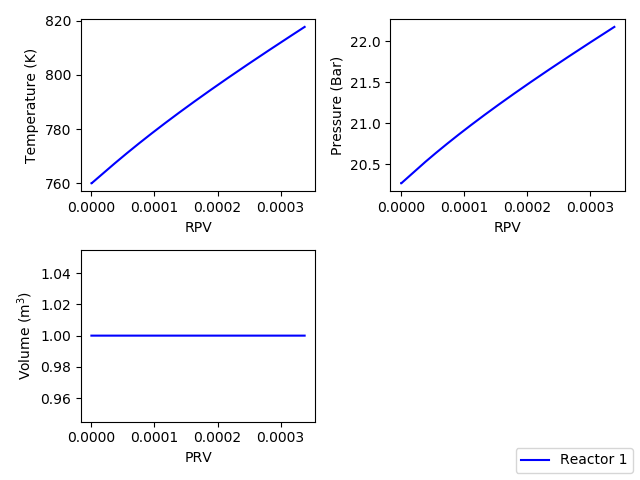 820
800
780
760
Temperature (K)
0.0000 0.0001 0.0002 0.0003
RPV
22.0
21.5
21.0
20.5
Pressure (Bar)
0.0000 0.0001 0.0002 0.0003
RPV
1.04
1.02
1.00
0.98
0.96
Volume (m³)
0.0000 0.0001 0.0002 0.0003
PRV
Reactor 1